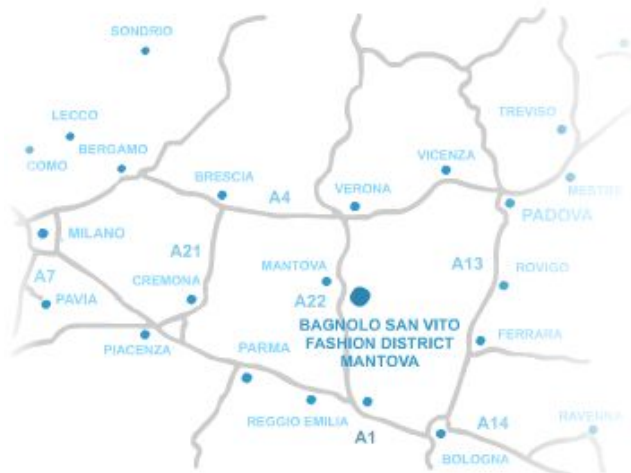 SONDRIO
LECCO
TREVISO
COMO
BERGAMO
VICENZA
BRESCIA
VERONA
MESTRE
A4
PADOVA
MILANO
A21
A7
CREMONA
MANTOVA
A13
ROVIGO
PAVIA
A22
BAGNOLO SAN VITO
FASHION DISTRICT
MANTOVA
FERRARA
PIACENZA
PARMA
REGGIO EMILIA
A1
A14
RAVENNA
BOLOGNA